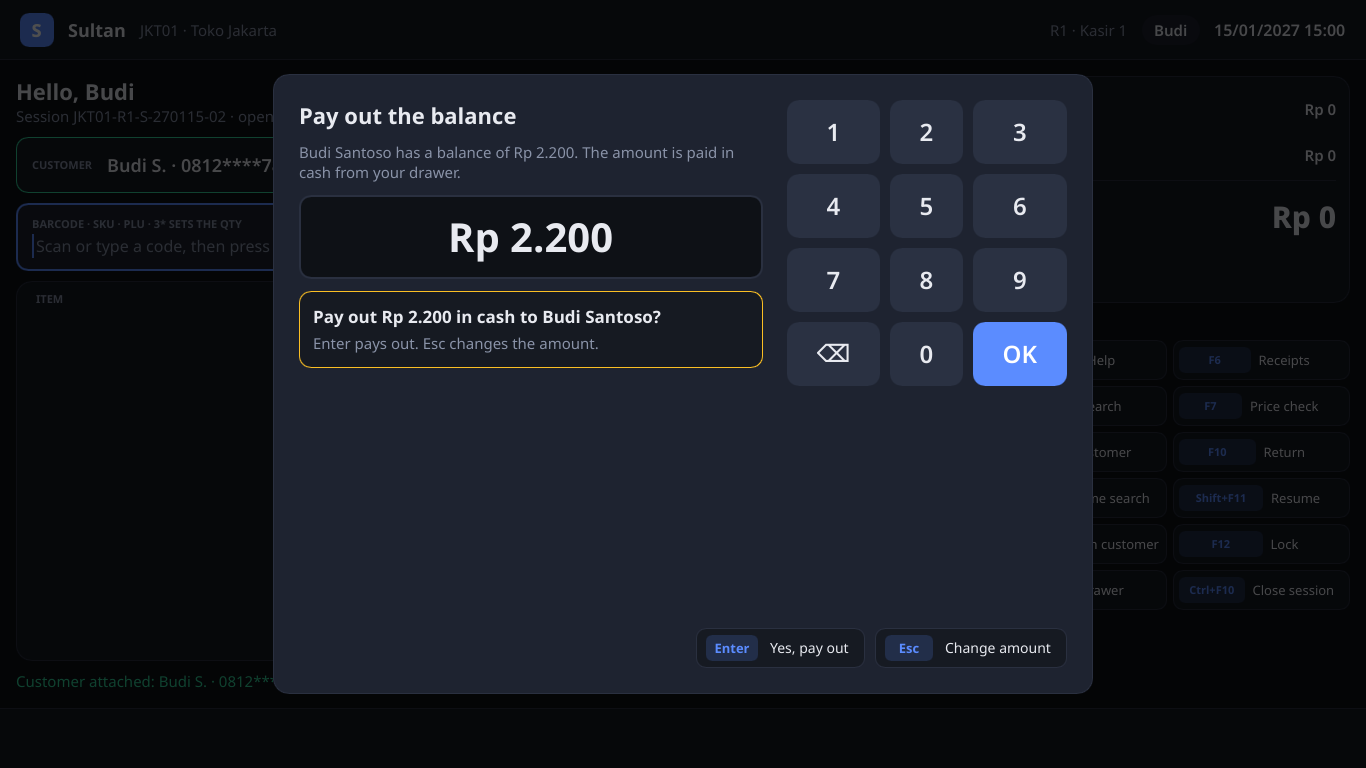 S Sultan JKT01 · Toko Jakarta
R1 · Kasir 1 Budi 15/01/2027 15:00
Hello, Budi
Session JKT01-R1-S-270115-02 · open
CUSTOMER Budi S. · 0812****7
BARCODE · SKU · PLU · 3* SETS THE QTY
Scan or type a code, then press
ITEM
Customer attached: Budi S. · 0812***
Pay out the balance
Budi Santoso has a balance of Rp 2.200. The amount is paid in
cash from your drawer.
Rp 2.200
Pay out Rp 2.200 in cash to Budi Santoso?
Enter pays out. Esc changes the amount.
1 2 3
4 5 6
7 8 9
⌫ 0 OK
Enter Yes, pay out
Esc Change amount
Rp 0
Rp 0
Rp 0
F6 Receipts
F7 Price check
F10 Return
search
Shift+F11 Resume
customer
F12 Lock
Ctrl+F10 Close session